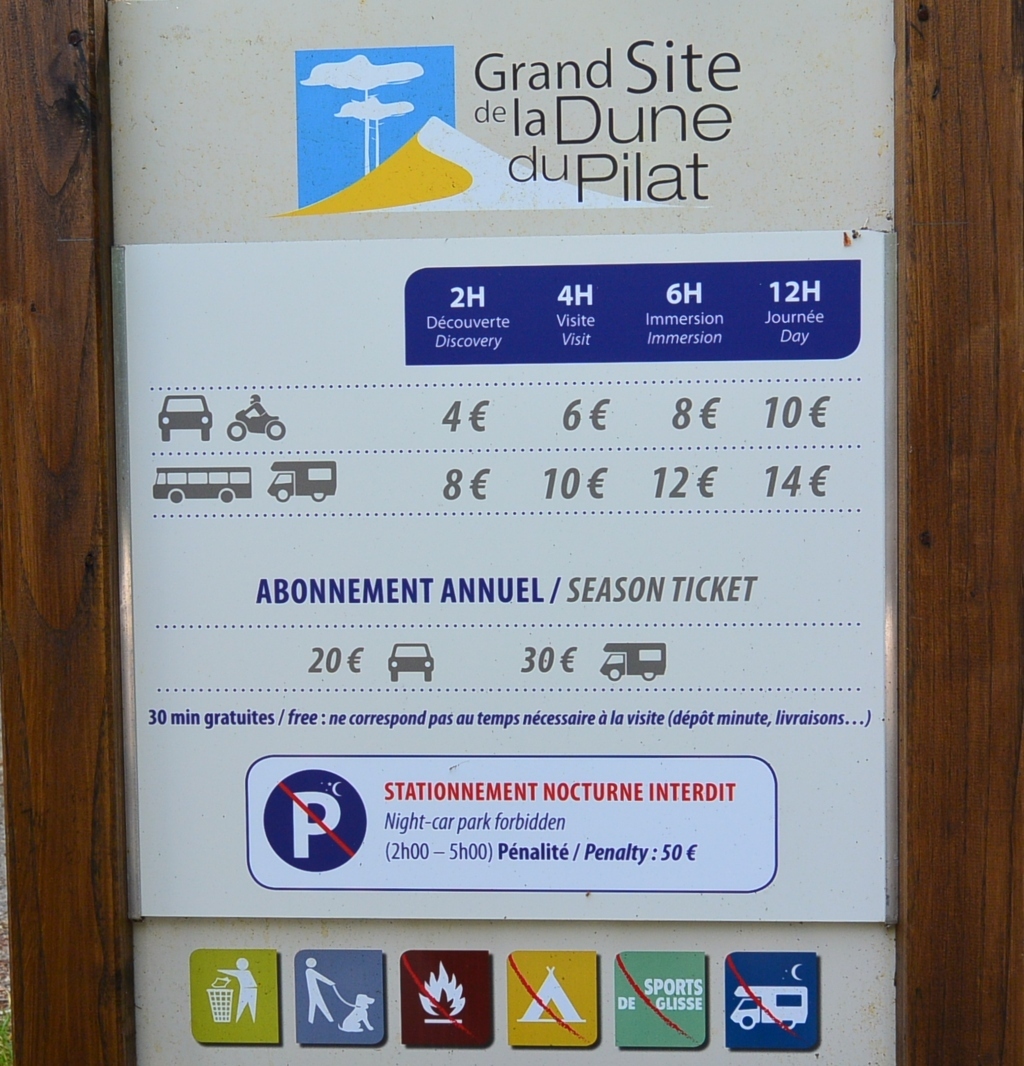 Grand Site
de la Dune
du Pilat
2H 4H 6H 12H
Découverte Visite Immersion Journée
Discovery Visit Immersion Day
4 € 6 € 8 € 10 €
8 € 10 € 12 € 14 €
ABONNEMENT ANNUEL / SEASON TICKET
20 € 30 €
30 min gratuites / free : ne correspond pas au temps nécessaire à la visite (dépôt minute, livraisons...)
P
STATIONNEMENT NOCTURNE INTERDIT
Night-car park forbidden
(2h00 – 5h00) Pénalité / Penalty : 50 €
SPORTS
DE GLISSE